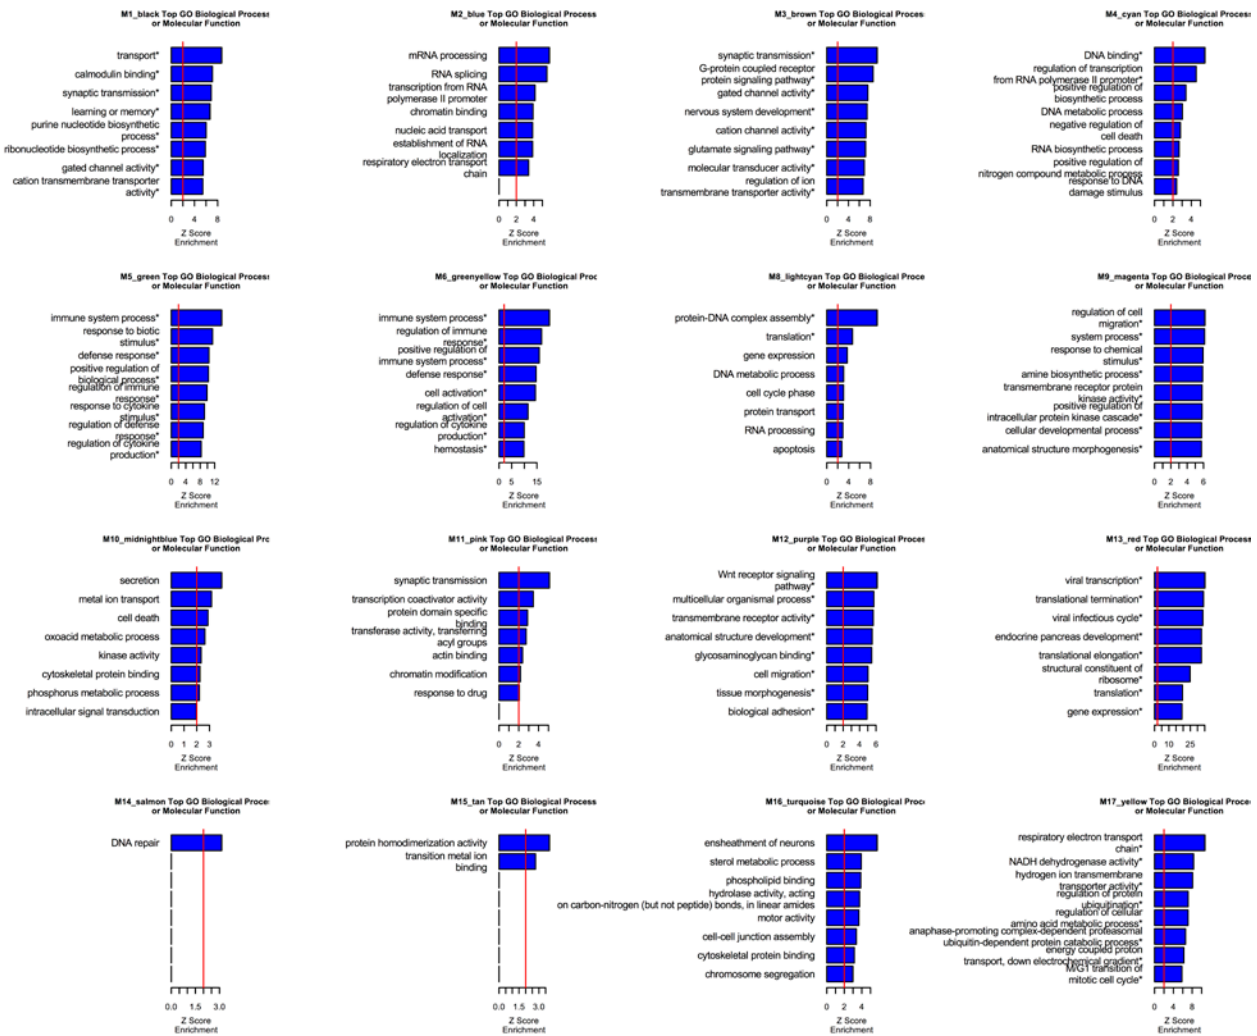 M1_black Top GO Biological Process
or Molecular Function
transport*
calmodulin binding*
synaptic transmission*
learning or memory*
purine nucleotide biosynthetic
process*
ribonucleotide biosynthetic process*
gated channel activity*
cation transmembrane transporter
activity*
0 4 8
Z Score
Enrichment
M2_blue Top GO Biological Process
or Molecular Function
mRNA processing
RNA splicing
transcription from RNA
polymerase II promoter
chromatin binding
nucleic acid transport
establishment of RNA
localization
respiratory electron transport
chain
0 2 4
Z Score
Enrichment
M3_brown Top GO Biological Process
or Molecular Function
synaptic transmission*
G-protein coupled receptor
protein signaling pathway*
gated channel activity*
nervous system development*
cation channel activity*
glutamate signaling pathway*
molecular transducer activity*
regulation of ion
transmembrane transporter activity*
0 4 8
Z Score
Enrichment
M4_cyan Top GO Biological Process
or Molecular Function
DNA binding*
regulation of transcription
from RNA polymerase II promoter*
positive regulation of
biosynthetic process
DNA metabolic process
negative regulation of
cell death
RNA biosynthetic process
positive regulation of
nitrogen compound metabolic process
response to DNA
damage stimulus
0 2 4
Z Score
Enrichment
M5_green Top GO Biological Process
or Molecular Function
immune system process*
response to biotic
stimulus*
defense response*
positive regulation of
biological process*
regulation of immune
response*
response to cytokine
stimulus*
regulation of defense
response*
regulation of cytokine
production*
0 4 8 12
Z Score
Enrichment
M6_greenyellow Top GO Biological Proc
or Molecular Function
immune system process*
regulation of immune
response*
positive regulation of
immune system process*
defense response*
cell activation*
regulation of cell
activation*
regulation of cytokine
production*
hemostasis*
0 5 15
Z Score
Enrichment
M8_lightcyan Top GO Biological Proce
or Molecular Function
protein-DNA complex assembly*
translation*
gene expression
DNA metabolic process
cell cycle phase
protein transport
RNA processing
apoptosis
0 4 8
Z Score
Enrichment
M9_magenta Top GO Biological Proces
or Molecular Function
regulation of cell
migration*
system process*
response to chemical
stimulus*
amine biosynthetic process*
transmembrane receptor protein
kinase activity*
positive regulation of
intracellular protein kinase cascade*
cellular developmental process*
anatomical structure morphogenesis*
0 2 4 6
Z Score
Enrichment
M10_midnightblue Top GO Biological Proc
or Molecular Function
secretion
metal ion transport
cell death
oxoacid metabolic process
kinase activity
cytoskeletal protein binding
phosphorus metabolic process
intracellular signal transduction
0 1 2 3
Z Score
Enrichment
M11_pink Top GO Biological Process
or Molecular Function
synaptic transmission
transcription coactivator activity
protein domain specific
binding
transferase activity, transferring
acyl groups
actin binding
chromatin modification
response to drug
0 2 4
Z Score
Enrichment
M12_purple Top GO Biological Process
or Molecular Function
Wnt receptor signaling
pathway*
multicellular organismal process*
transmembrane receptor activity*
anatomical structure development*
glycosaminoglycan binding*
cell migration*
tissue morphogenesis*
biological adhesion*
0 2 4 6
Z Score
Enrichment
M13_red Top GO Biological Process
or Molecular Function
viral transcription*
translational termination*
viral infectious cycle*
endocrine pancreas development*
translational elongation*
structural constituent of
ribosome*
translation*
gene expression*
0 10 25
Z Score
Enrichment
M14_salmon Top GO Biological Proces
or Molecular Function
DNA repair
0.0 1.5 3.0
Z Score
Enrichment
M15_tan Top GO Biological Process
or Molecular Function
protein homodimerization activity
transition metal ion
binding
0.0 1.5 3.0
Z Score
Enrichment
M16_turquoise Top GO Biological Proce
or Molecular Function
ensheathment of neurons
sterol metabolic process
phospholipid binding
hydrolase activity, acting
on carbon-nitrogen (but not peptide) bonds, in linear amides
motor activity
cell-cell junction assembly
cytoskeletal protein binding
chromosome segregation
0 2 4
Z Score
Enrichment
M17_yellow Top GO Biological Process
or Molecular Function
respiratory electron transport
chain*
NADH dehydrogenase activity*
hydrogen ion transmembrane
transporter activity*
regulation of protein
ubiquitination*
regulation of cellular
amino acid metabolic process*
anaphase-promoting complex-dependent proteasomal
ubiquitin-dependent protein catabolic process*
energy coupled proton
transport, down electrochemical gradient*
M/G1 transition of
mitotic cell cycle*
0 4 8
Z Score
Enrichment